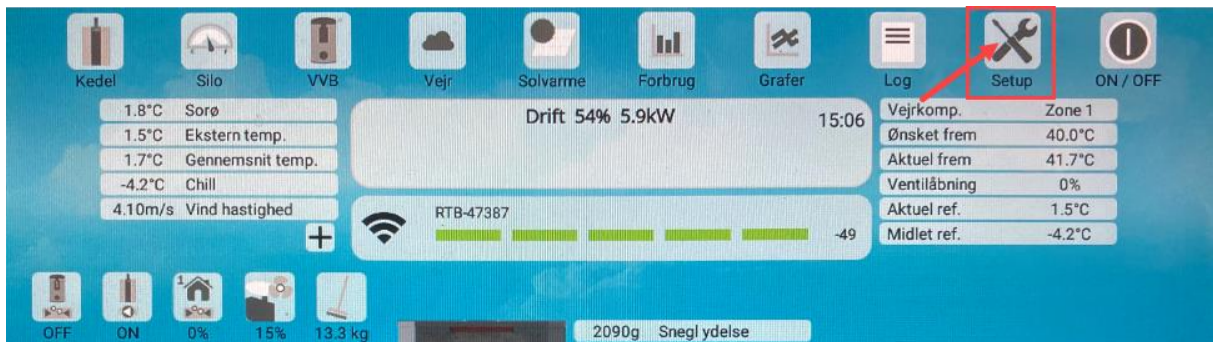 Kedel Silo VVB Vejr Solvarme Forbrug Grafer Log Setup ON / OFF
1.8°C Sorø
1.5°C Ekstern temp.
1.7°C Gennemsnit temp.
-4.2°C Chill
4.10m/s Vind hastighed
Drift 54% 5.9kW 15:06
RTB-47387
-49
Vejrkomp. Zone 1
Ønsket frem 40.0°C
Aktuel frem 41.7°C
Ventilåbning 0%
Aktuel ref. 1.5°C
Midlet ref. -4.2°C
1
OFF ON 0% 15% 13.3 kg
2090g Snegl ydelse